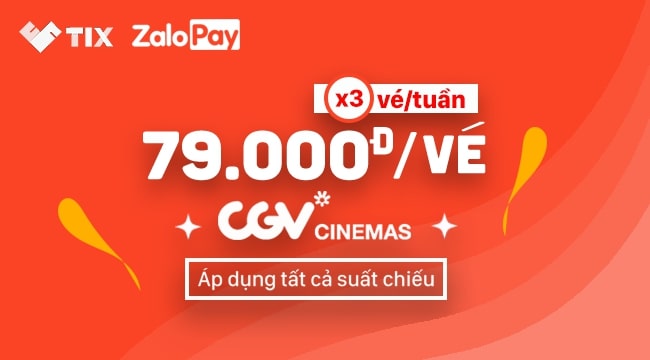 TIX ZaloPay
x3 vé/tuần
79.000Đ/VÉ
CGV* CINEMAS
Áp dụng tất cả suất chiếu